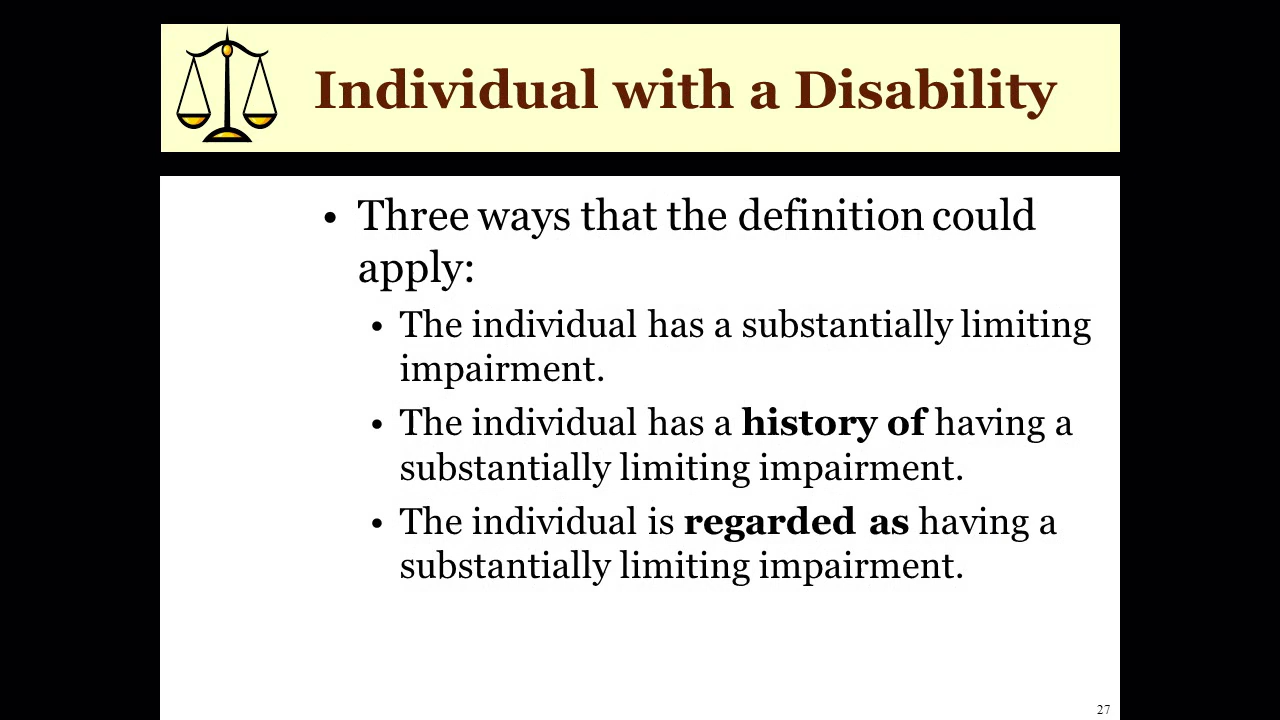 Individual with a Disability
• Three ways that the definition could
apply:
• The individual has a substantially limiting
impairment.
• The individual has a history of having a
substantially limiting impairment.
• The individual is regarded as having a
substantially limiting impairment.
27